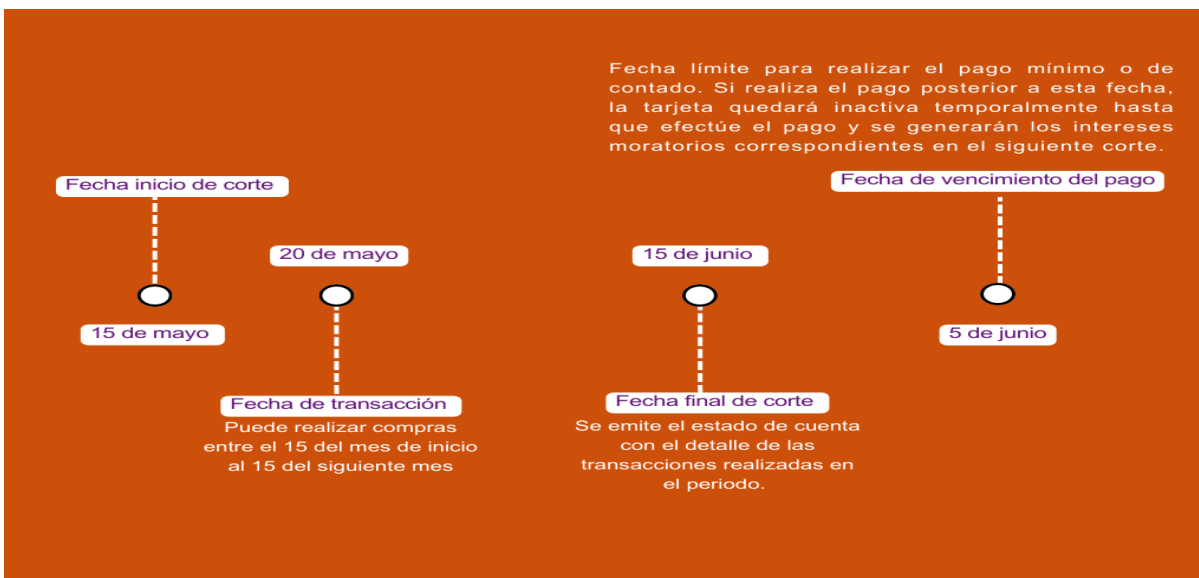 Fecha límite para realizar el pago mínimo o de
contado. Si realiza el pago posterior a esta fecha,
la tarjeta quedará inactiva temporalmente hasta
que efectúe el pago y se generarán los intereses
moratorios correspondientes en el siguiente corte.
Fecha inicio de corte
Fecha de vencimiento del pago
20 de mayo
15 de junio
15 de mayo
5 de junio
Fecha de transacción
Puede realizar compras
entre el 15 del mes de inicio
al 15 del siguiente mes
Fecha final de corte
Se emite el estado de cuenta
con el detalle de las
transacciones realizadas en
el periodo.